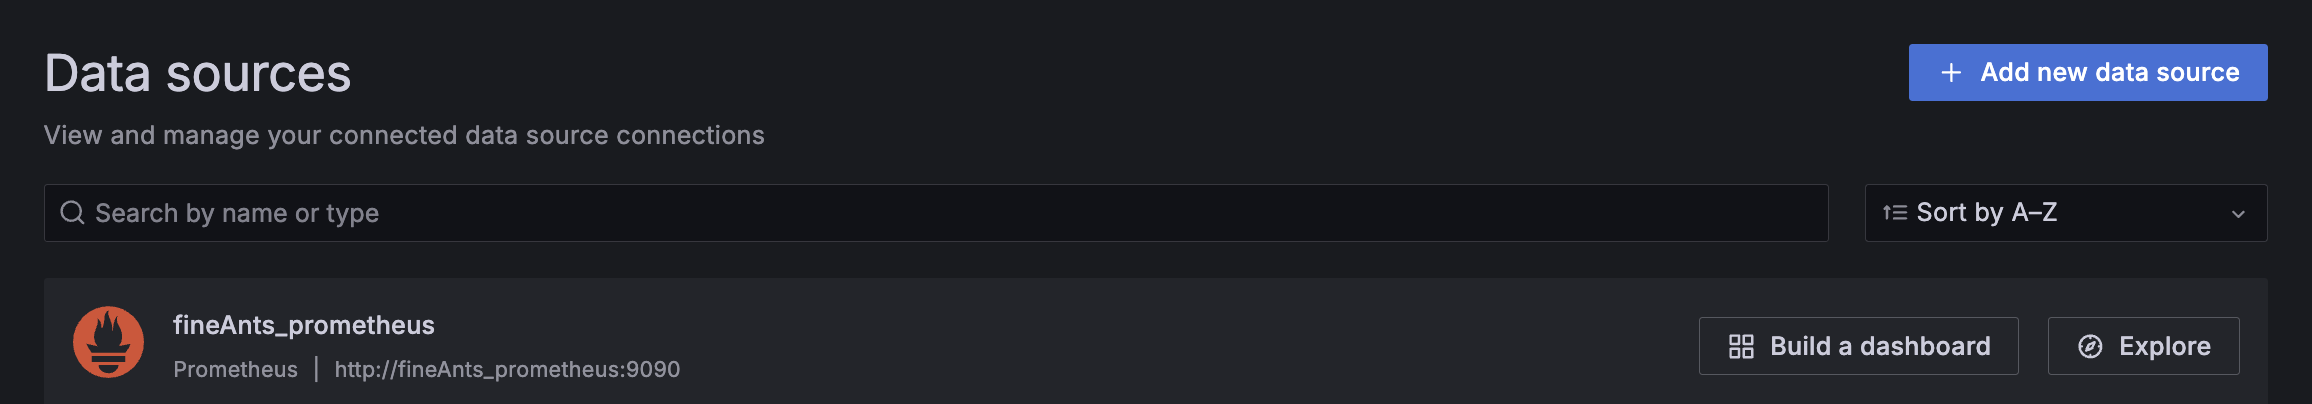 Data sources
Add new data source
View and manage your connected data source connections
Search by name or type
Sort by A–Z
fineAnts_prometheus
Prometheus | http://fineAnts_prometheus:9090
Build a dashboard
Explore